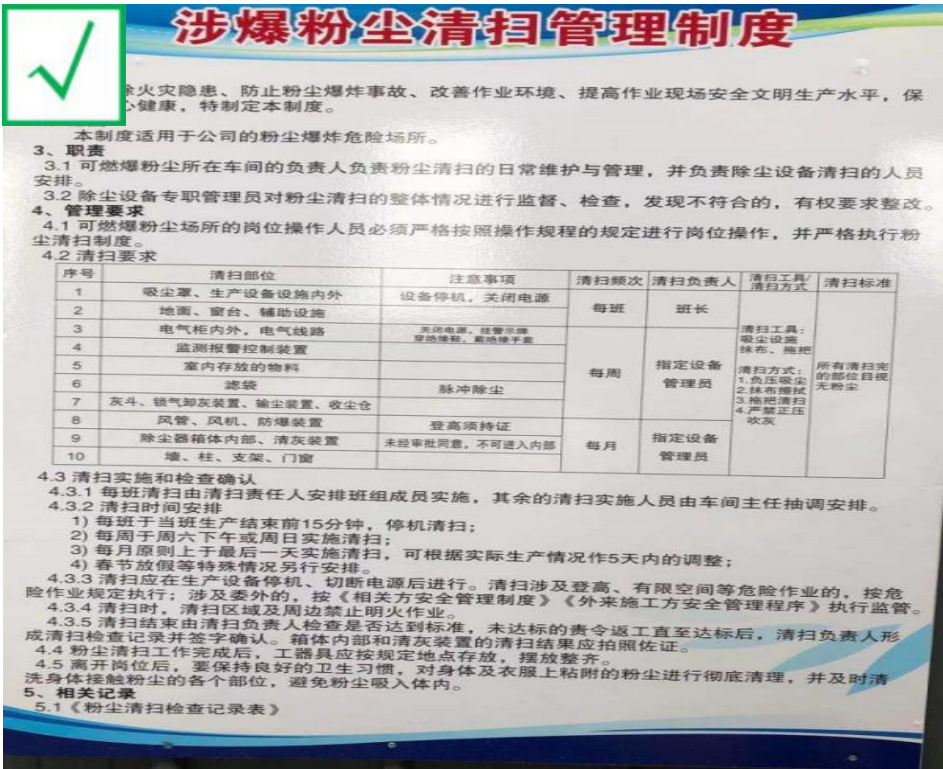 涉爆粉尘清扫管理制度
火灾隐患、防止粉尘爆炸事故、改善作业环境、提高作业现场安全文明生产水平，保
健康，特制定本制度。
本制度适用于公司的粉尘爆炸危险场所。
3、职责
3.1 可燃爆粉尘所在车间的负责人负责粉尘清扫的日常维护与管理，并负责除尘设备清扫的人员
安排。
3.2 除尘设备专职管理员对粉尘清扫的整体情况进行监督、检查，发现不符合的，有权要求整改。
4、管理要求
4.1 可燃爆粉尘场所的岗位操作人员必须严格按照操作规程的规定进行岗位操作，并严格执行粉
尘清扫制度。
4.2 清扫要求
序号 清扫部位 注意事项 清扫频次 清扫负责人 清扫工具/清扫方式 清扫标准
1 吸尘罩、生产设备设施内外 设备停机，关闭电源
2 地面、窗台、辅助设施
每班 班长
3 电气柜内外，电气线路 关闭电源，挂警示牌
穿绝缘鞋，戴绝缘手套
4 监测报警控制装置
5 室内存放的物料
6 滤袋 脉冲除尘
7 灰斗、锁气卸灰装置、输尘装置、收尘仓
每周 指定设备
管理员
8 风管、风机、防爆装置 登高须持证
9 除尘器箱体内部、清灰装置 未经审批同意，不可进入内部
10 墙、柱、支架、门窗
每月 指定设备
管理员
清扫工具：
吸尘设施
抹布、拖把
清扫方式：
1.负压吸尘
2.抹布擦拭
3.拖把清扫
4.严禁正压
吹灰
所有清扫完
的部位目视
无粉尘
4.3 清扫实施和检查确认
4.3.1 每班清扫由清扫责任人安排班组成员实施，其余的清扫实施人员由车间主任抽调安排。
4.3.2 清扫时间安排
1) 每班于当班生产结束前15分钟，停机清扫；
2) 每周于周六下午或周日实施清扫；
3) 每月原则上于最后一天实施清扫，可根据实际生产情况作5天内的调整；
4) 春节放假等特殊情况另行安排。
4.3.3 清扫应在生产设备停机、切断电源后进行。清扫涉及登高、有限空间等危险作业的，按危
险作业规定执行；涉及委外的，按《相关方安全管理制度》《外来施工方安全管理程序》执行监管。
4.3.4 清扫时，清扫区域及周边禁止明火作业。
4.3.5 清扫结束由清扫负责人检查是否达到标准，未达标的责令返工直至达标后，清扫负责人形
成清扫检查记录并签字确认。箱体内部和清灰装置的清扫结果应拍照佐证。
4.4 粉尘清扫工作完成后，工器具应按规定地点存放，摆放整齐。
4.5 离开岗位后，要保持良好的卫生习惯，对身体及衣服上粘附的粉尘进行彻底清理，并及时清
洗身体接触粉尘的各个部位，避免粉尘吸入体内。
5、相关记录
5.1《粉尘清扫检查记录表》